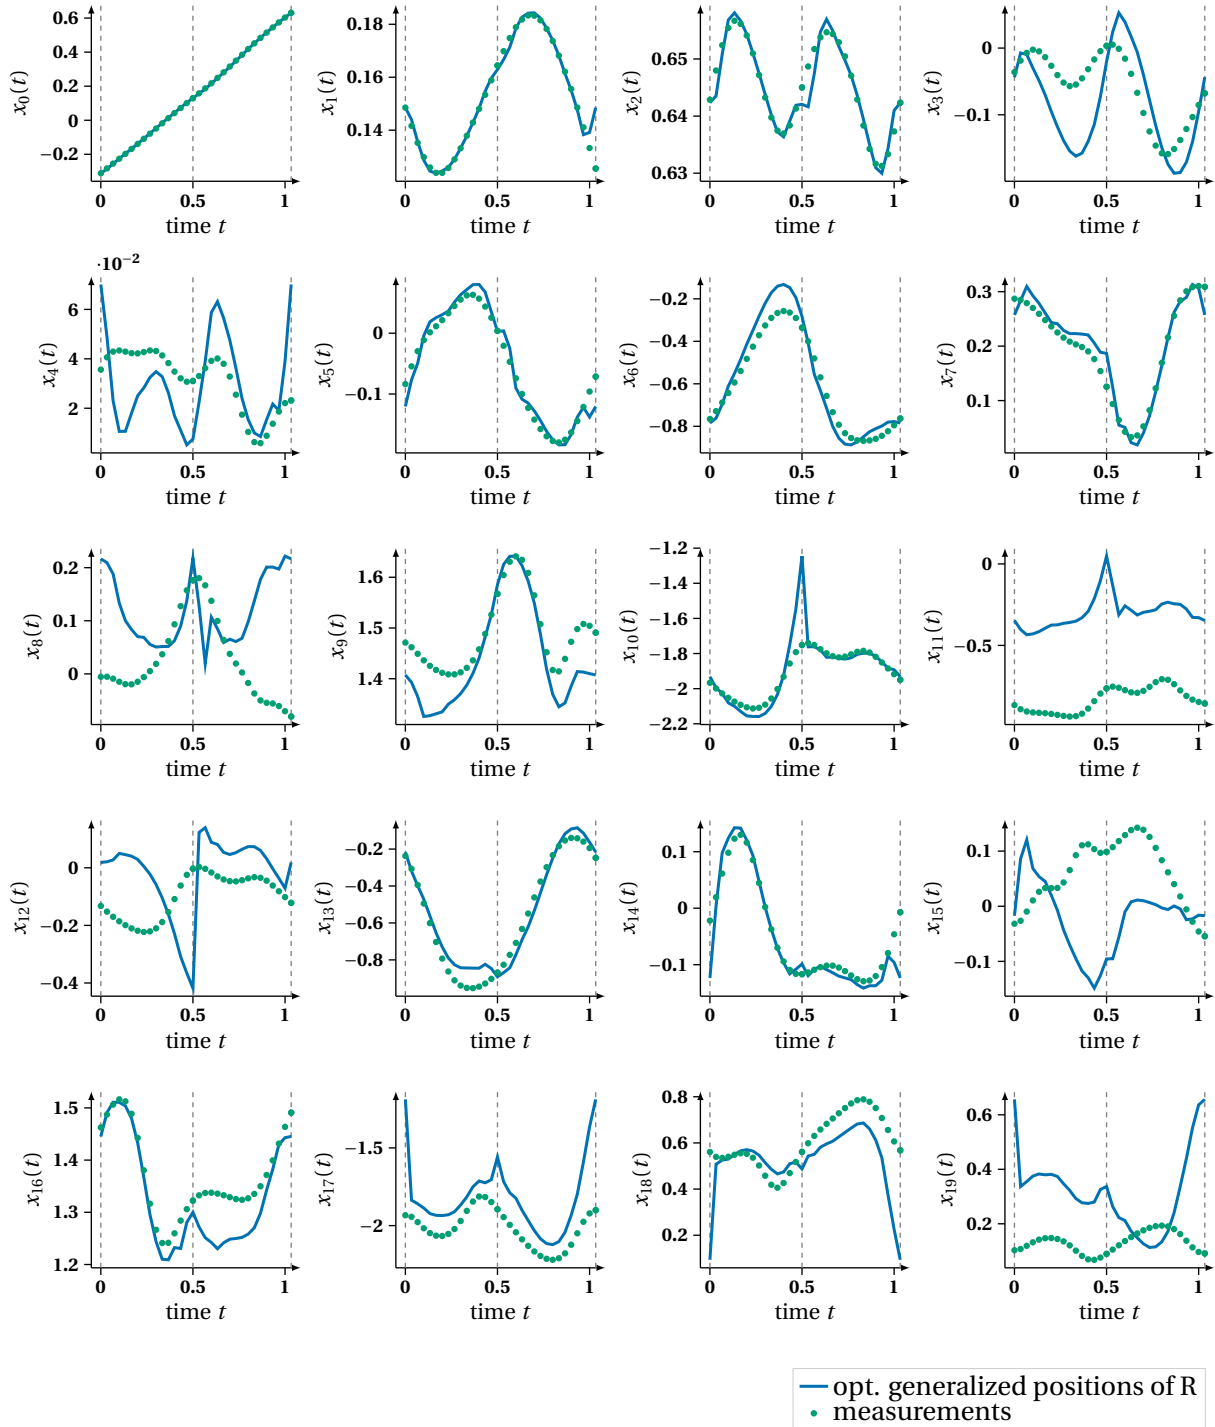 0.6
0.4
0.2
0
−0.2
x0(t)
0 0.5 1
time t
0.18
0.16
0.14
x1(t)
0 0.5 1
time t
0.65
0.64
0.63
x2(t)
0 0.5 1
time t
0
−0.1
x3(t)
0 0.5 1
time t
·10−2
6
4
2
x4(t)
0 0.5 1
time t
0
−0.1
x5(t)
0 0.5 1
time t
−0.2
−0.4
−0.6
−0.8
x6(t)
0 0.5 1
time t
0.3
0.2
0.1
x7(t)
0 0.5 1
time t
0.2
0.1
0
x8(t)
0 0.5 1
time t
1.6
1.5
1.4
x9(t)
0 0.5 1
time t
−1.2
−1.4
−1.6
−1.8
−2
−2.2
x10(t)
0 0.5 1
time t
0
−0.5
x11(t)
0 0.5 1
time t
0
−0.2
−0.4
x12(t)
0 0.5 1
time t
−0.2
−0.4
−0.6
−0.8
x13(t)
0 0.5 1
time t
0.1
0
−0.1
x14(t)
0 0.5 1
time t
0.1
0
−0.1
x15(t)
0 0.5 1
time t
1.5
1.4
1.3
1.2
x16(t)
0 0.5 1
time t
−1.5
−2
x17(t)
0 0.5 1
time t
0.8
0.6
0.4
0.2
x18(t)
0 0.5 1
time t
0.6
0.4
0.2
x19(t)
0 0.5 1
time t
opt. generalized positions of R
measurements